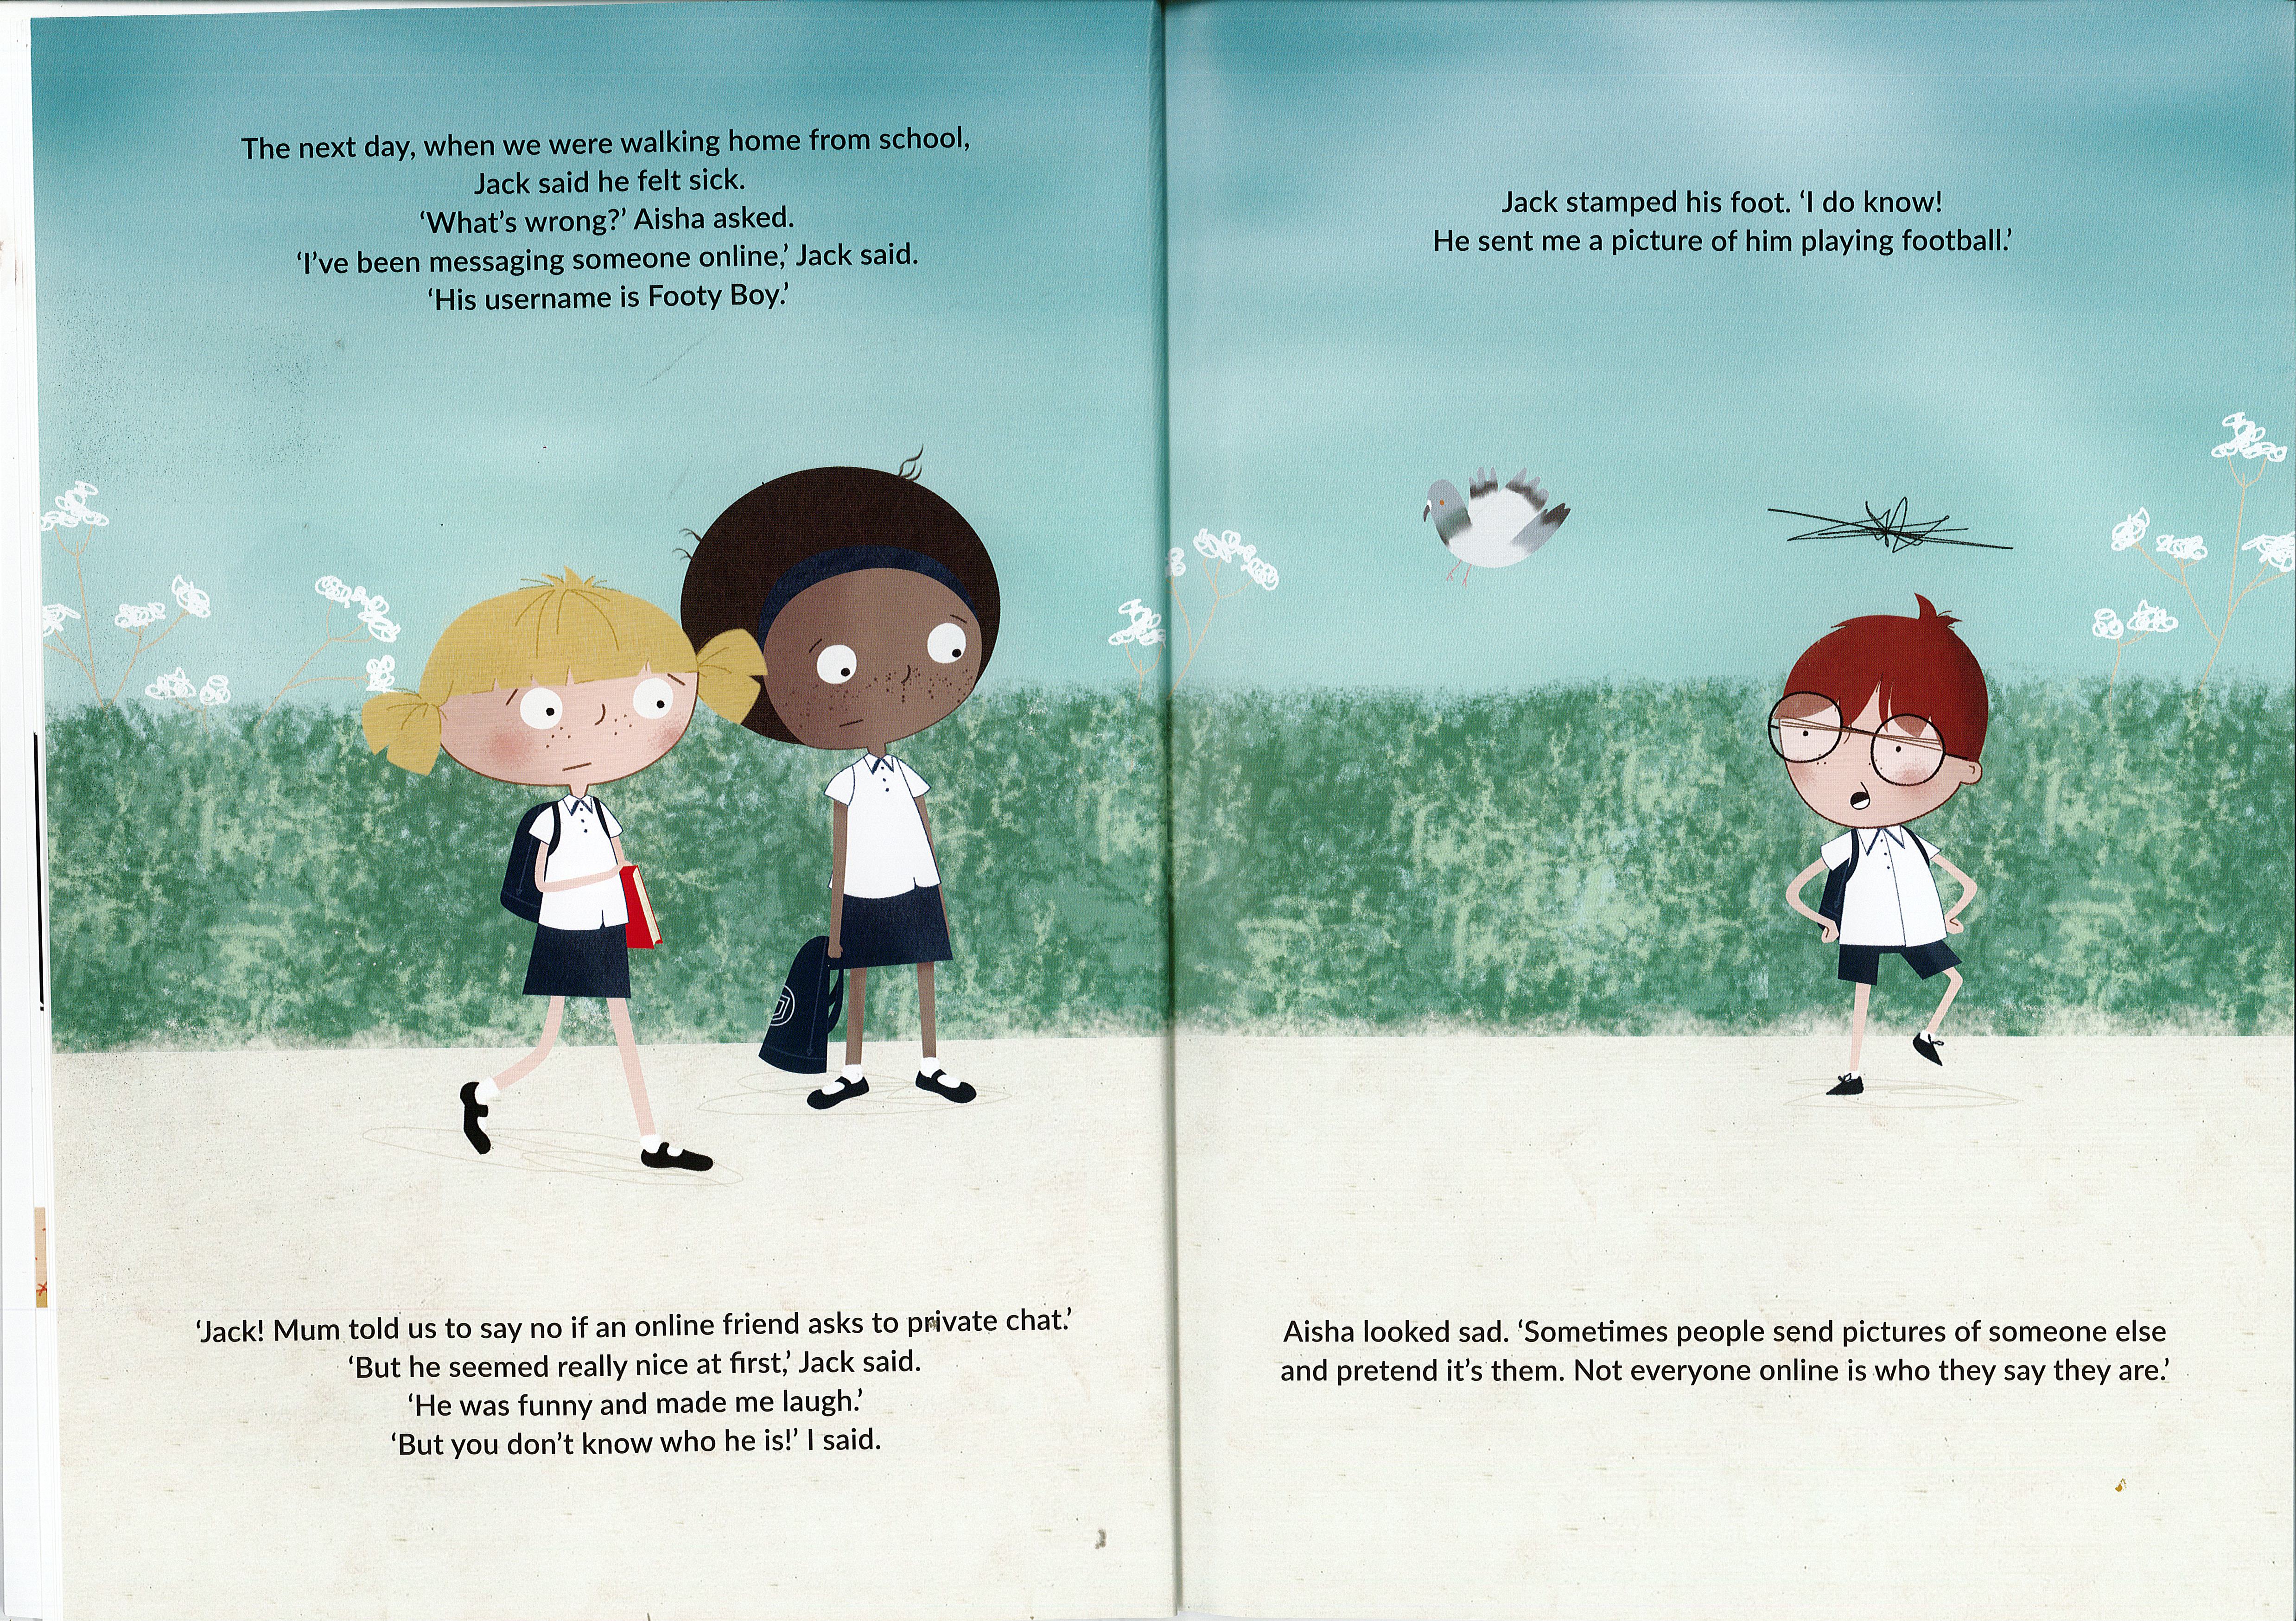 The next day, when we were walking home from school,
Jack said he felt sick.
‘What’s wrong?’ Aisha asked.
‘I’ve been messaging someone online,’ Jack said.
‘His username is Footy Boy.’
‘Jack! Mum told us to say no if an online friend asks to private chat.’
‘But he seemed really nice at first,’ Jack said.
‘He was funny and made me laugh.’
‘But you don’t know who he is!’ I said.
Jack stamped his foot. ‘I do know!
He sent me a picture of him playing football.’
Aisha looked sad. ‘Sometimes people send pictures of someone else
and pretend it’s them. Not everyone online is who they say they are.’